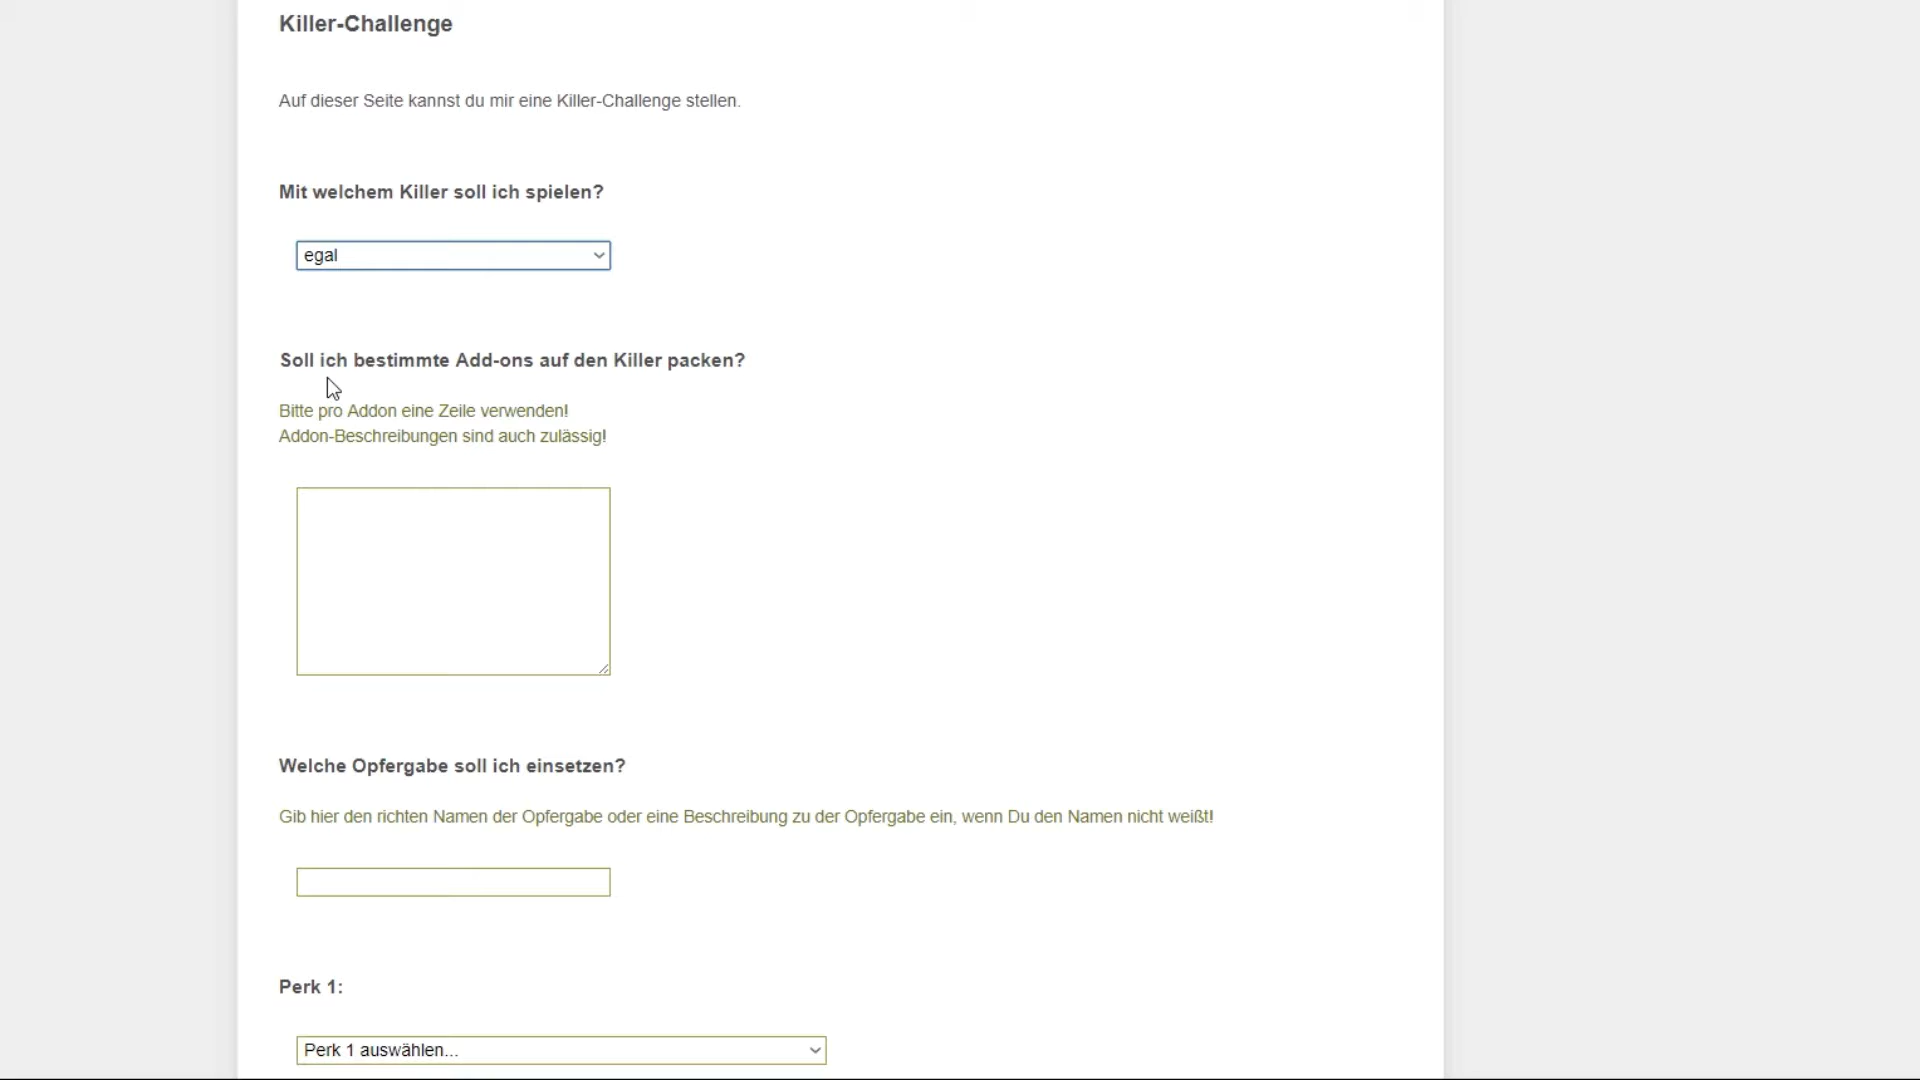 Killer-Challenge
Auf dieser Seite kannst du mir eine Killer-Challenge stellen.
Mit welchem Killer soll ich spielen?
egal
Soll ich bestimmte Add-ons auf den Killer packen?
Bitte pro Addon eine Zeile verwenden!
Addon-Beschreibungen sind auch zulässig!
Welche Opfergabe soll ich einsetzen?
Gib hier den richten Namen der Opfergabe oder eine Beschreibung zu der Opfergabe ein, wenn Du den Namen nicht weißt!
Perk 1:
Perk 1 auswählen...